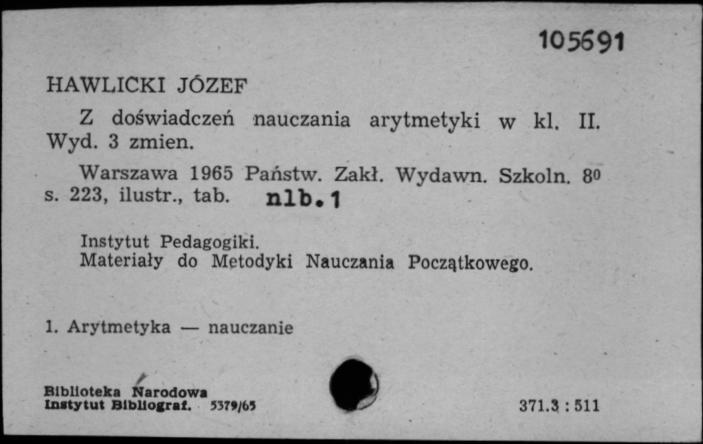 105691
HAWLICKI JÓZEF
Z doświadczeń nauczania arytmetyki w kl. II.
Wyd. 3 zmien.
Warszawa 1965 Państw. Zakł. Wydawn. Szkoln. 8⁰
s. 223, ilustr., tab. nlb.1
Instytut Pedagogiki.
Materiały do Metodyki Nauczania Początkowego.
1. Arytmetyka — nauczanie
Biblioteka Narodowa
Instytut Bibliograf. 5379/65
371.3 : 511